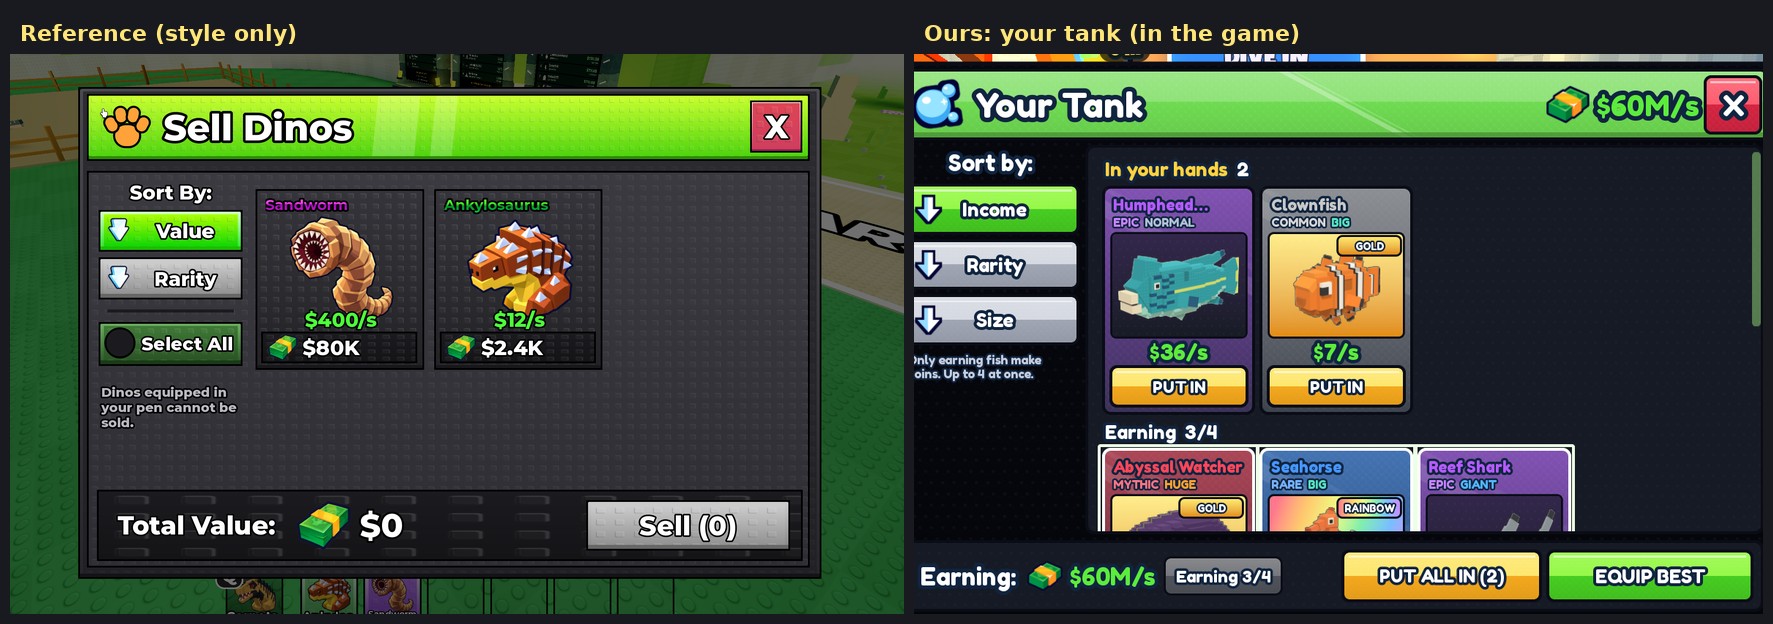 Reference (style only)
Sell Dinos
X
Sort By:
Value
Rarity
Select All
Dinos equipped in
your pen cannot be
sold.
Sandworm
$400/s
$80K
Ankylosaurus
$12/s
$2.4K
Total Value:
$0
Sell (0)
Ours: your tank (in the game)
DIVE IN
Your Tank
$60M/s
X
Sort by:
Income
Rarity
Size
Only earning fish make
coins. Up to 4 at once.
In your hands 2
Humphead...
EPIC NORMAL
$36/s
PUT IN
Clownfish
COMMON BIG
GOLD
$7/s
PUT IN
Earning 3/4
Abyssal Watcher
MYTHIC HUGE
GOLD
Seahorse
RARE BIG
RAINBOW
Reef Shark
EPIC GIANT
Earning:
$60M/s
Earning 3/4
PUT ALL IN (2)
EQUIP BEST